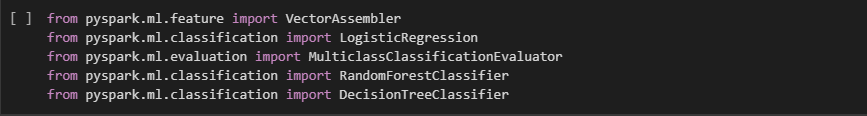 [ ] from pyspark.ml.feature import VectorAssembler
from pyspark.ml.classification import LogisticRegression
from pyspark.ml.evaluation import MulticlassClassificationEvaluator
from pyspark.ml.classification import RandomForestClassifier
from pyspark.ml.classification import DecisionTreeClassifier